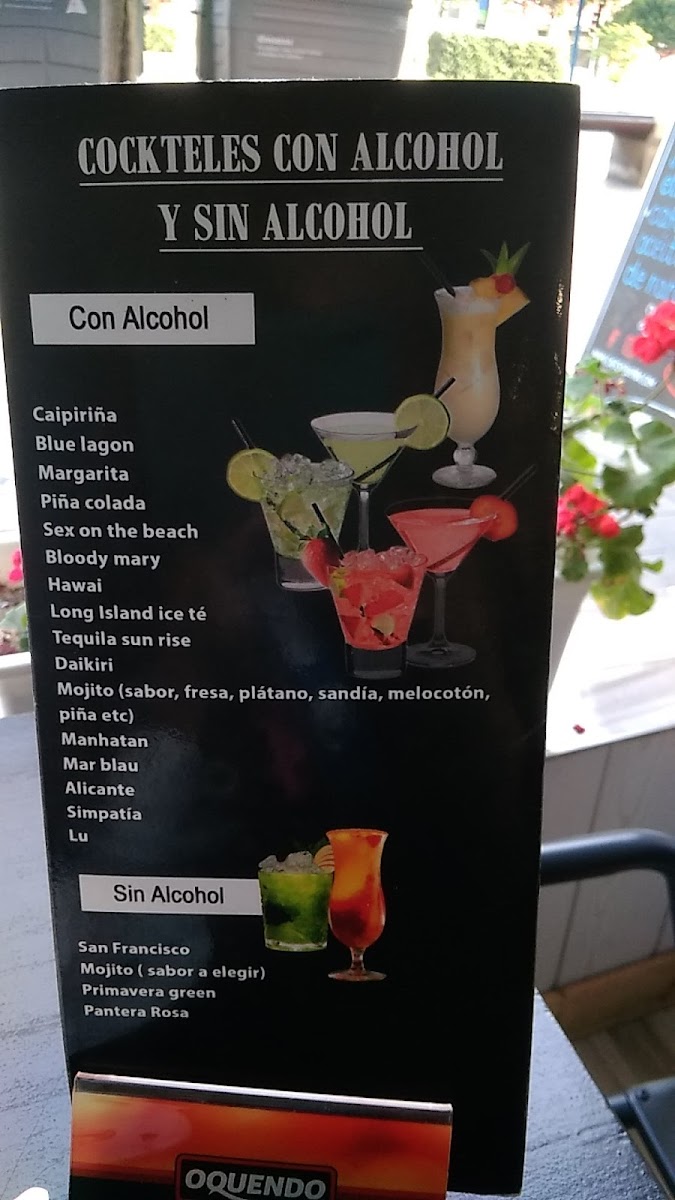 COCKTELES CON ALCOHOL
Y SIN ALCOHOL
Con Alcohol
Caipiriña
Blue lagon
Margarita
Piña colada
Sex on the beach
Bloody mary
Hawai
Long Island ice té
Tequila sun rise
Daikiri
Mojito (sabor, fresa, plátano, sandía, melocotón,
piña etc)
Manhatan
Mar blau
Alicante
Simpatía
Lu
Sin Alcohol
San Francisco
Mojito ( sabor a elegir)
Primavera green
Pantera Rosa
OQUENDO